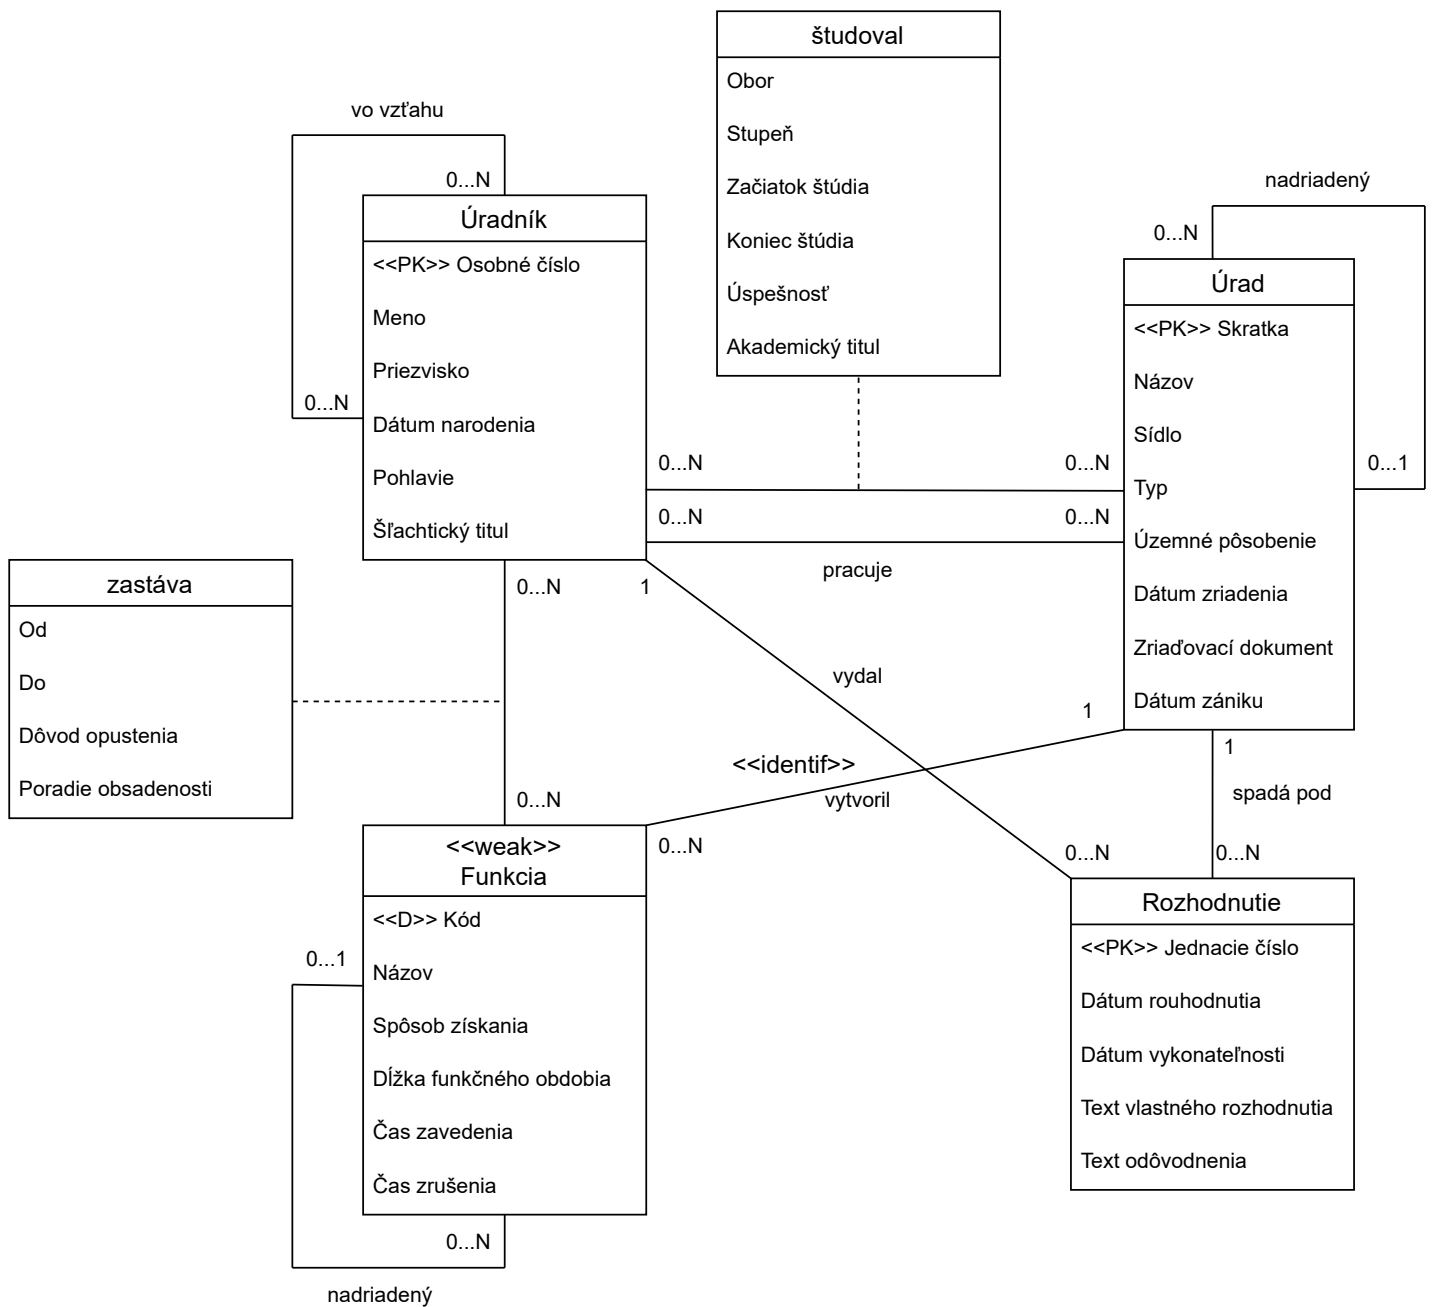 študoval
Obor
Stupeň
Začiatok štúdia
Koniec štúdia
Úspešnosť
Akademický titul
vo vzťahu
0...N
0...N
Úradník
<<PK>> Osobné číslo
Meno
Priezvisko
Dátum narodenia
Pohlavie
Šľachtický titul
nadriadený
0...N
0...1
Úrad
<<PK>> Skratka
Názov
Sídlo
Typ
Územné pôsobenie
Dátum zriadenia
Zriaďovací dokument
Dátum zániku
0...N
0...N
0...N
0...N
pracuje
zastáva
Od
Do
Dôvod opustenia
Poradie obsadenosti
0...N
1
vydal
1
<<identif>>
vytvoril
1
spadá pod
0...N
0...N
0...N
0...N
<<weak>>
Funkcia
<<D>> Kód
Názov
Spôsob získania
Dĺžka funkčného obdobia
Čas zavedenia
Čas zrušenia
0...1
0...N
nadriadený
Rozhodnutie
<<PK>> Jednacie číslo
Dátum rouhodnutia
Dátum vykonateľnosti
Text vlastného rozhodnutia
Text odôvodnenia